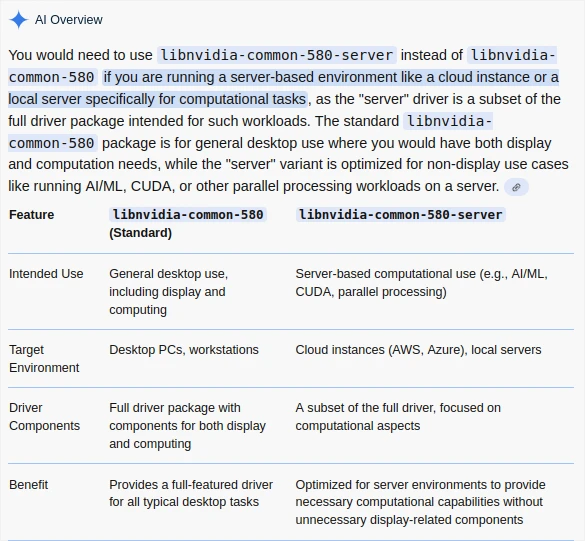 AI Overview
You would need to use libnvidia-common-580-server instead of libnvidia-
common-580 if you are running a server-based environment like a cloud instance or a
local server specifically for computational tasks, as the "server" driver is a subset of the
full driver package intended for such workloads. The standard libnvidia-
common-580 package is for general desktop use where you would have both display
and computation needs, while the "server" variant is optimized for non-display use cases
like running AI/ML, CUDA, or other parallel processing workloads on a server.
Feature libnvidia-common-580 libnvidia-common-580-server
(Standard)
Intended Use General desktop use, Server-based computational use (e.g., AI/ML,
including display and CUDA, parallel processing)
computing
Target Desktop PCs, workstations Cloud instances (AWS, Azure), local servers
Environment
Driver Full driver package with A subset of the full driver, focused on
Components components for both display computational aspects
and computing
Benefit Provides a full-featured driver Optimized for server environments to provide
for all typical desktop tasks necessary computational capabilities without
unnecessary display-related components